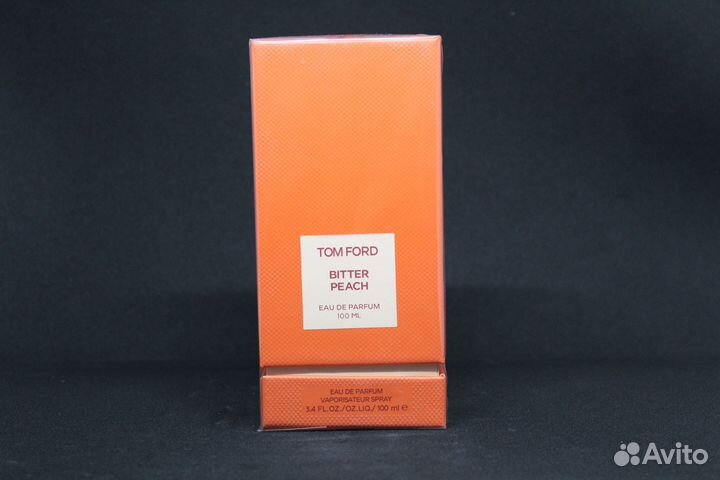 TOM FORD
BITTER
PEACH
EAU DE PARFUM
100 ML
EAU DE PARFUM
VAPORISATEUR SPRAY
3.4 FL.OZ./OZ.LIQ./100 ml ℮
Avito